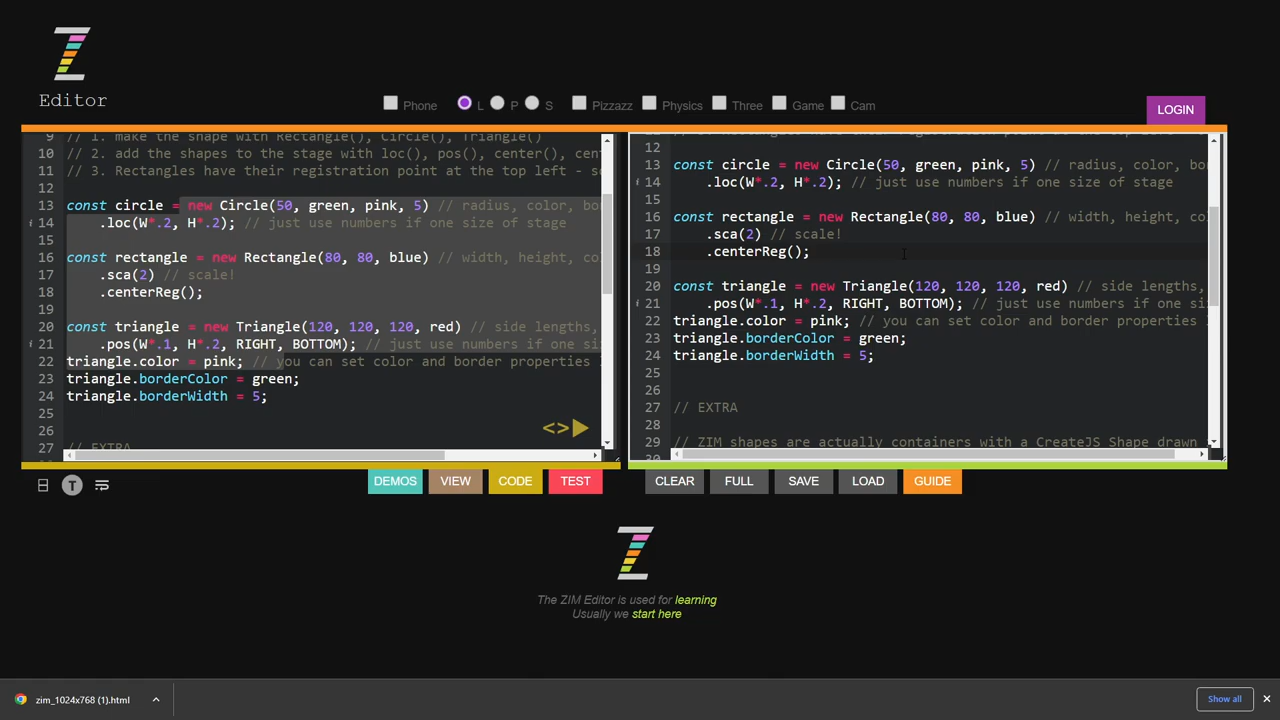 Editor
Phone L P S Pizzazz Physics Three Game Cam
LOGIN
9 // 1. make the shape with Rectangle(), Circle(), Triangle()
10 // 2. add the shapes to the stage with loc(), pos(), center(), cent
11 // 3. Rectangles have their registration point at the top left - so
12
13 const circle = new Circle(50, green, pink, 5) // radius, color, bo
14 .loc(W*.2, H*.2); // just use numbers if one size of stage
15
16 const rectangle = new Rectangle(80, 80, blue) // width, height, co
17 .sca(2) // scale!
18 .centerReg();
19
20 const triangle = new Triangle(120, 120, 120, red) // side lengths,
21 .pos(W*.1, H*.2, RIGHT, BOTTOM); // just use numbers if one si
22 triangle.color = pink; // you can set color and border properties i
23 triangle.borderColor = green;
24 triangle.borderWidth = 5;
25
26
27 // EXTRA
<>
12
13 const circle = new Circle(50, green, pink, 5) // radius, color, bo
14 .loc(W*.2, H*.2); // just use numbers if one size of stage
15
16 const rectangle = new Rectangle(80, 80, blue) // width, height, co
17 .sca(2) // scale!
18 .centerReg();
19
20 const triangle = new Triangle(120, 120, 120, red) // side lengths,
21 .pos(W*.1, H*.2, RIGHT, BOTTOM); // just use numbers if one si
22 triangle.color = pink; // you can set color and border properties i
23 triangle.borderColor = green;
24 triangle.borderWidth = 5;
25
26
27 // EXTRA
28
29 // ZIM shapes are actually containers with a CreateJS Shape drawn
30
T
DEMOS VIEW CODE TEST CLEAR FULL SAVE LOAD GUIDE
The ZIM Editor is used for learning
Usually we start here
zim_1024x768 (1).html
Show all